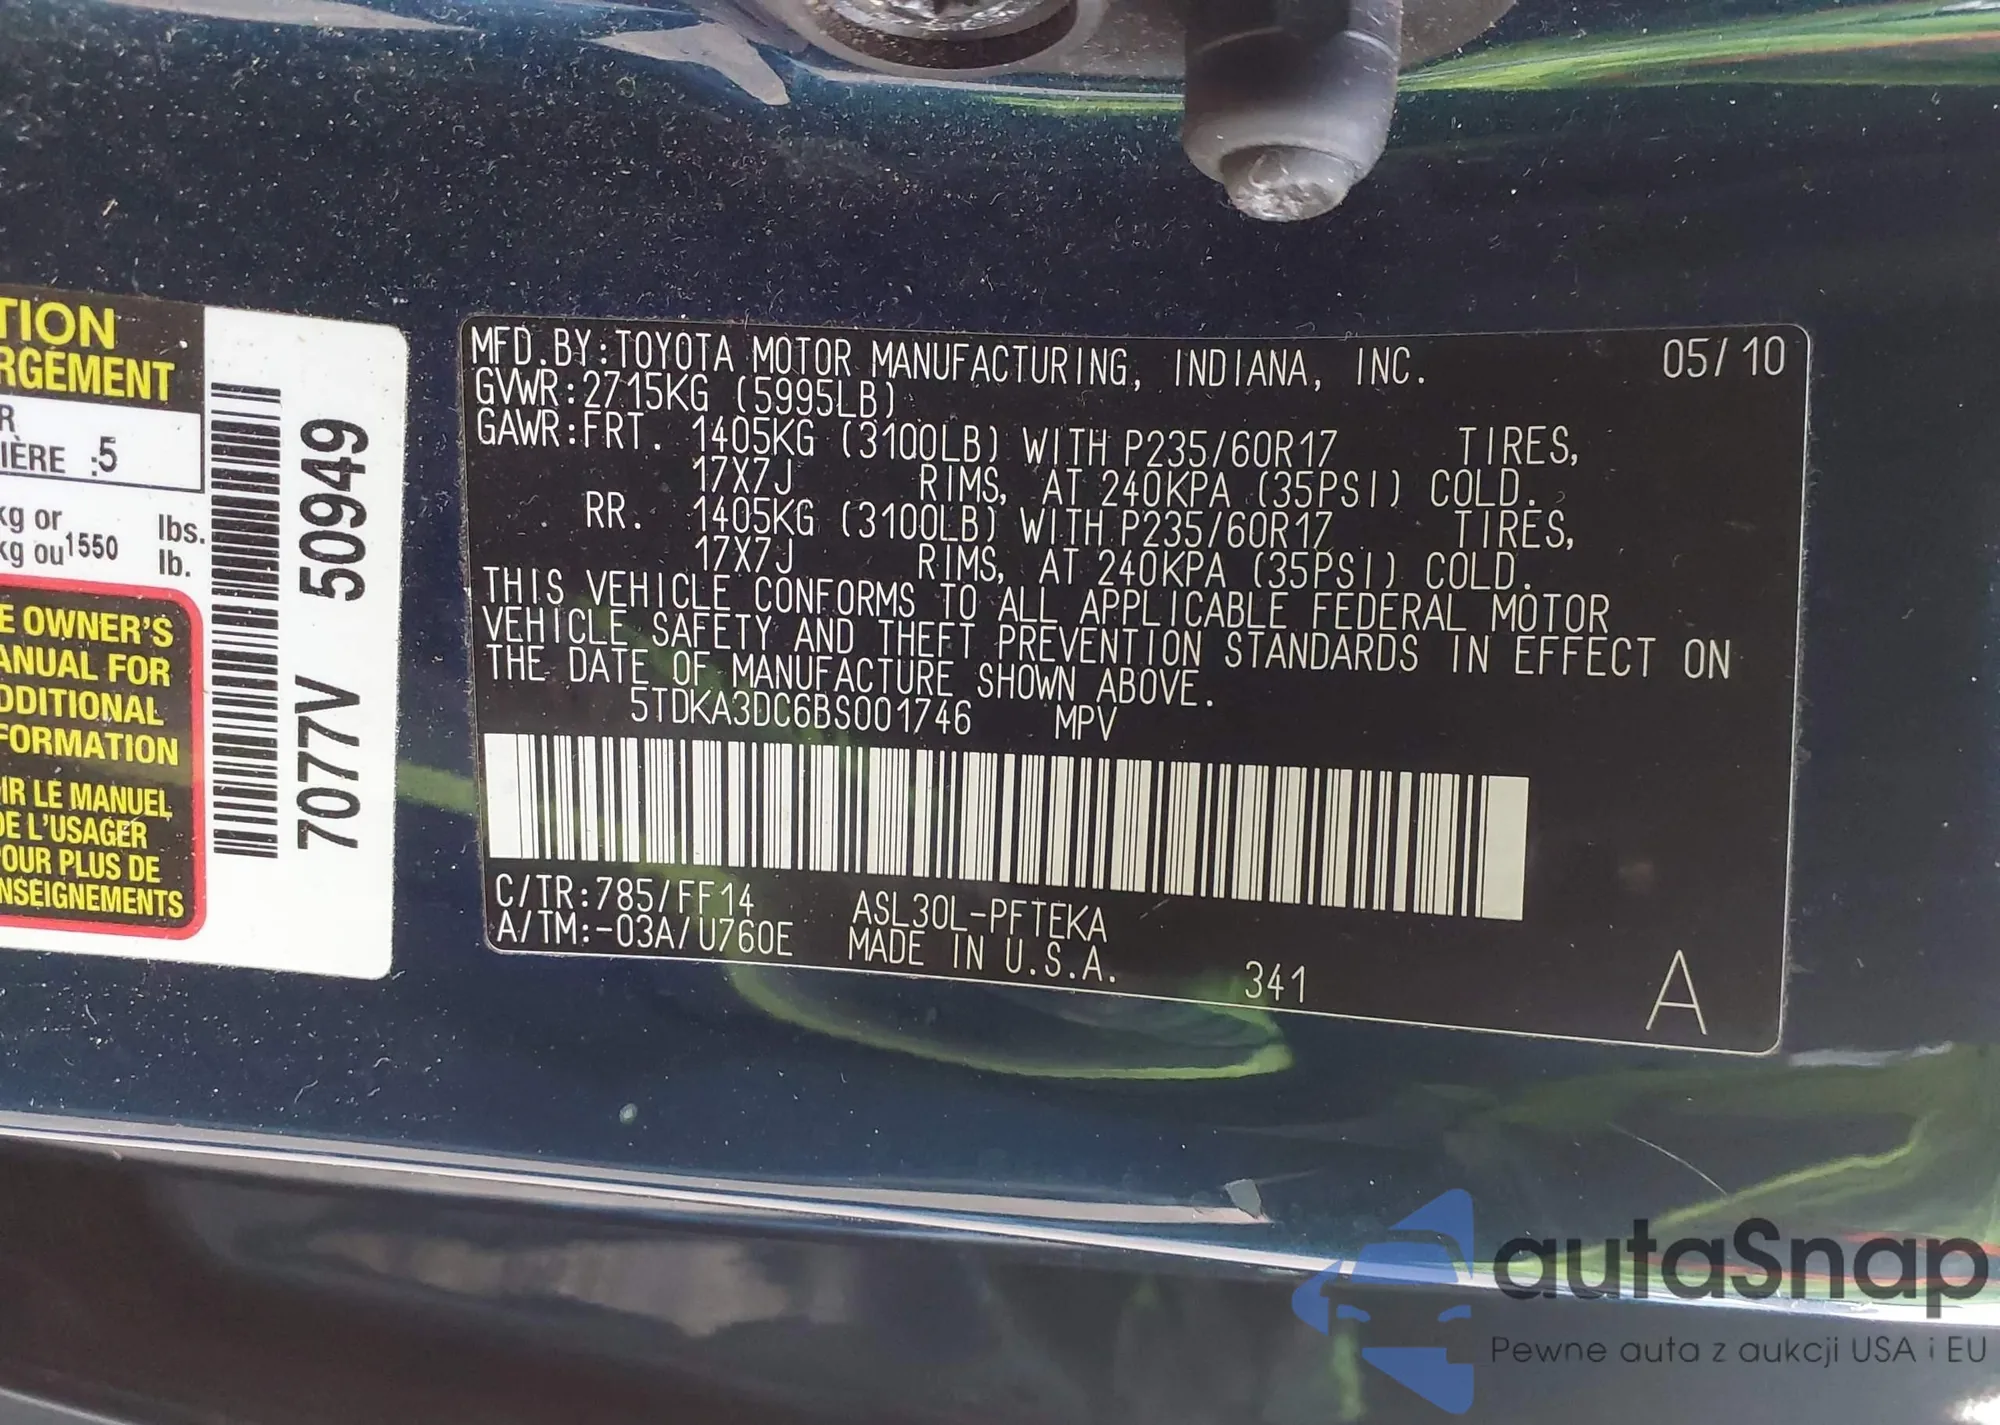 TION
RGEMENT
R
IÈRE :5
kg or lbs.
kg ou 1550 lb.
E OWNER'S
ANUAL FOR
DDITIONAL
FORMATION
IR LE MANUEL
DE L'USAGER
OUR PLUS DE
NSEIGNEMENTS
7077V 50949
MFD.BY:TOYOTA MOTOR MANUFACTURING, INDIANA, INC. 05/10
GVWR:2715KG (5995LB)
GAWR:FRT. 1405KG (3100LB) WITH P235/60R17 TIRES,
17X7J RIMS, AT 240KPA (35PSI) COLD.
RR. 1405KG (3100LB) WITH P235/60R17 TIRES,
17X7J RIMS, AT 240KPA (35PSI) COLD.
THIS VEHICLE CONFORMS TO ALL APPLICABLE FEDERAL MOTOR
VEHICLE SAFETY AND THEFT PREVENTION STANDARDS IN EFFECT ON
THE DATE OF MANUFACTURE SHOWN ABOVE.
5TDKA3DC6BS001746 MPV
C/TR:785/FF14 ASL30L-PFTEKA
A/TM:-03A/U760E MADE IN U.S.A.
341 A
autaSnap
Pewne auta z aukcji USA i EU